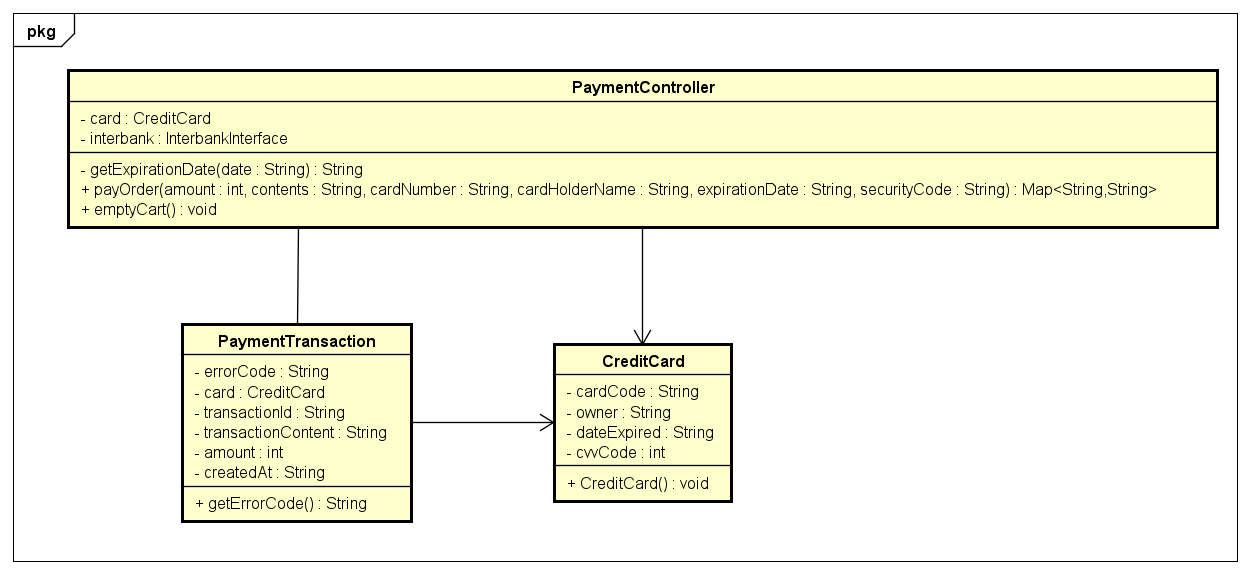 pkg
PaymentController
- card : CreditCard
- interbank : InterbankInterface
- getExpirationDate(date : String) : String
+ payOrder(amount : int, contents : String, cardNumber : String, cardHolderName : String, expirationDate : String, securityCode : String) : Map<String,String>
+ emptyCart() : void
PaymentTransaction
- errorCode : String
- card : CreditCard
- transactionId : String
- transactionContent : String
- amount : int
- createdAt : String
+ getErrorCode() : String
CreditCard
- cardCode : String
- owner : String
- dateExpired : String
- cvvCode : int
+ CreditCard() : void